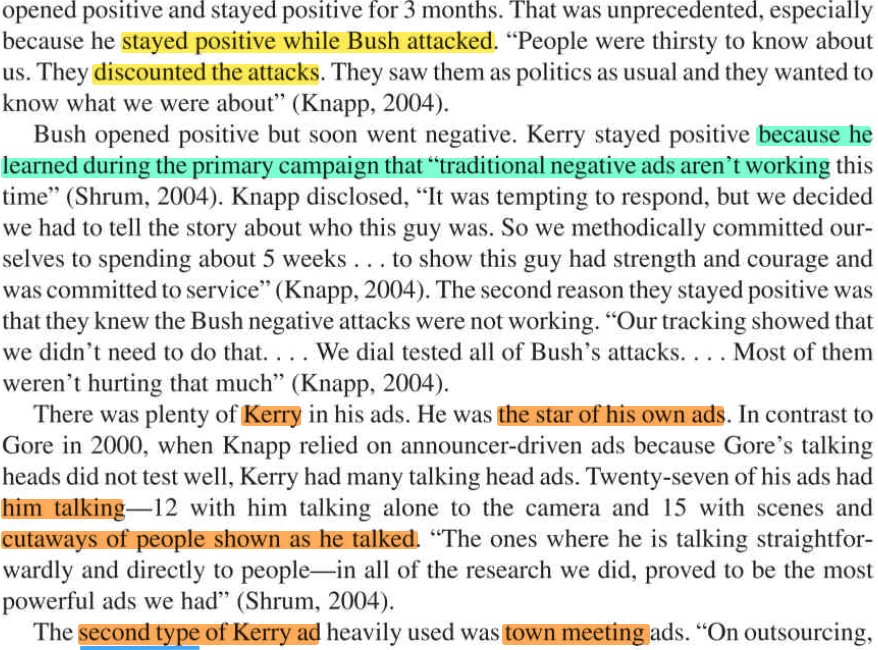 opened positive and stayed positive for 3 months. That was unprecedented, especially
because he stayed positive while Bush attacked. “People were thirsty to know about
us. They discounted the attacks. They saw them as politics as usual and they wanted to
know what we were about” (Knapp, 2004).
Bush opened positive but soon went negative. Kerry stayed positive because he
learned during the primary campaign that “traditional negative ads aren’t working this
time” (Shrum, 2004). Knapp disclosed, “It was tempting to respond, but we decided
we had to tell the story about who this guy was. So we methodically committed our-
selves to spending about 5 weeks . . . to show this guy had strength and courage and
was committed to service” (Knapp, 2004). The second reason they stayed positive was
that they knew the Bush negative attacks were not working. “Our tracking showed that
we didn’t need to do that. . . . We dial tested all of Bush’s attacks. . . . Most of them
weren’t hurting that much” (Knapp, 2004).
There was plenty of Kerry in his ads. He was the star of his own ads. In contrast to
Gore in 2000, when Knapp relied on announcer-driven ads because Gore’s talking
heads did not test well, Kerry had many talking head ads. Twenty-seven of his ads had
him talking—12 with him talking alone to the camera and 15 with scenes and
cutaways of people shown as he talked. “The ones where he is talking straightfor-
wardly and directly to people—in all of the research we did, proved to be the most
powerful ads we had” (Shrum, 2004).
The second type of Kerry ad heavily used was town meeting ads. “On outsourcing,